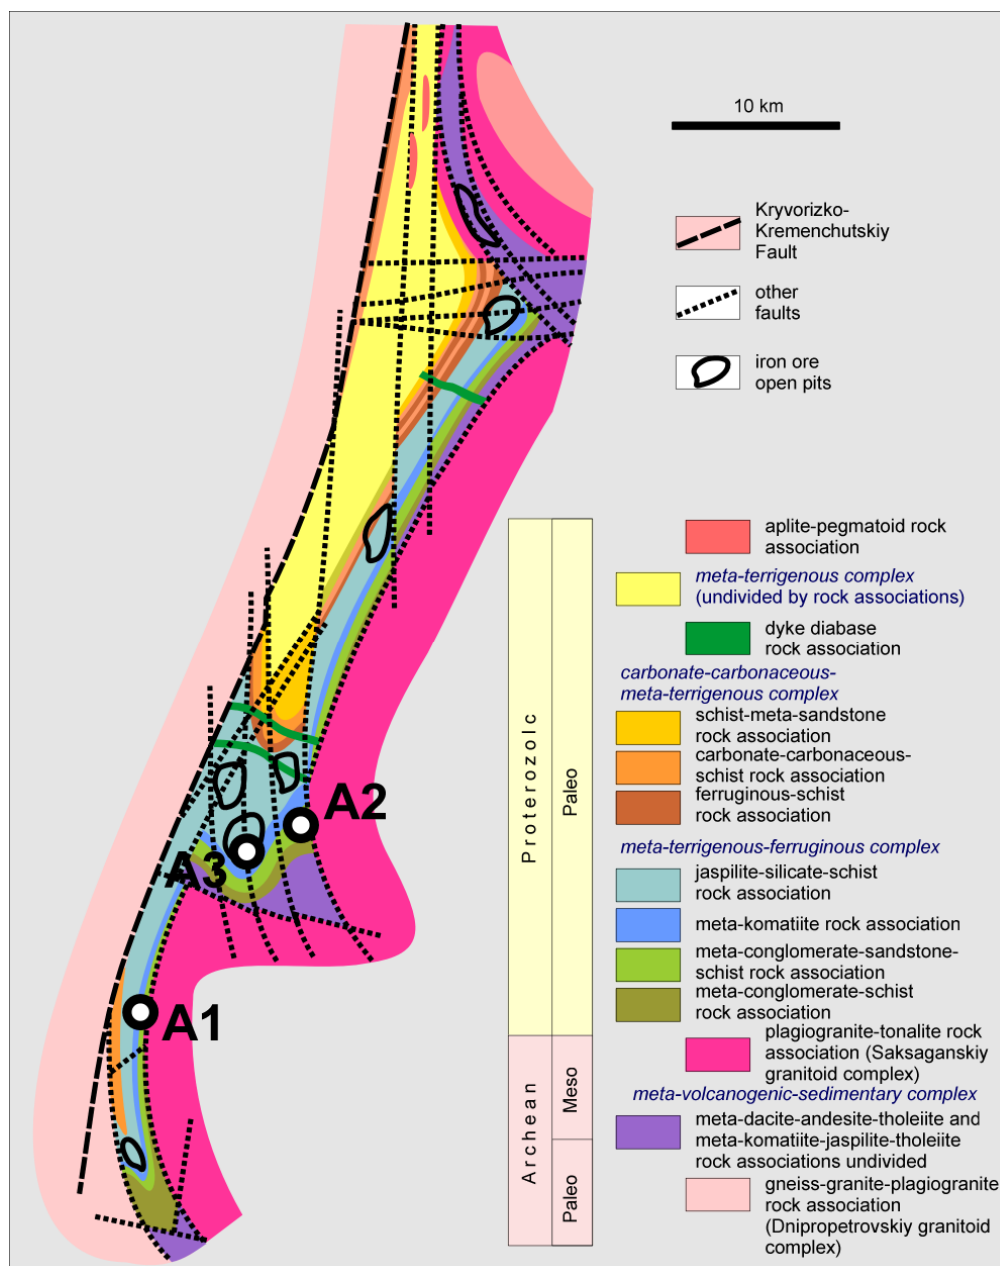 10 km
Kryvorizko-
Kremenchutskiy
Fault
other
faults
iron ore
open pits
A2
A3
A1
Proterozolc
Paleo
Archean
Meso
Paleo
aplite-pegmatoid rock
association
meta-terrigenous complex
(undivided by rock associations)
dyke diabase
rock association
carbonate-carbonaceous-
meta-terrigenous complex
schist-meta-sandstone
rock association
carbonate-carbonaceous-
schist rock association
ferruginous-schist
rock association
meta-terrigenous-ferruginous complex
jaspilite-silicate-schist
rock association
meta-komatiite rock association
meta-conglomerate-sandstone-
schist rock association
meta-conglomerate-schist
rock association
plagiogranite-tonalite rock
association (Saksaganskiy
granitoid complex)
meta-volcanogenic-sedimentary complex
meta-dacite-andesite-tholeiite and
meta-komatiite-jaspilite-tholeiite
rock associations undivided
gneiss-granite-plagiogranite
rock association
(Dnipropetrovskiy granitoid
complex)